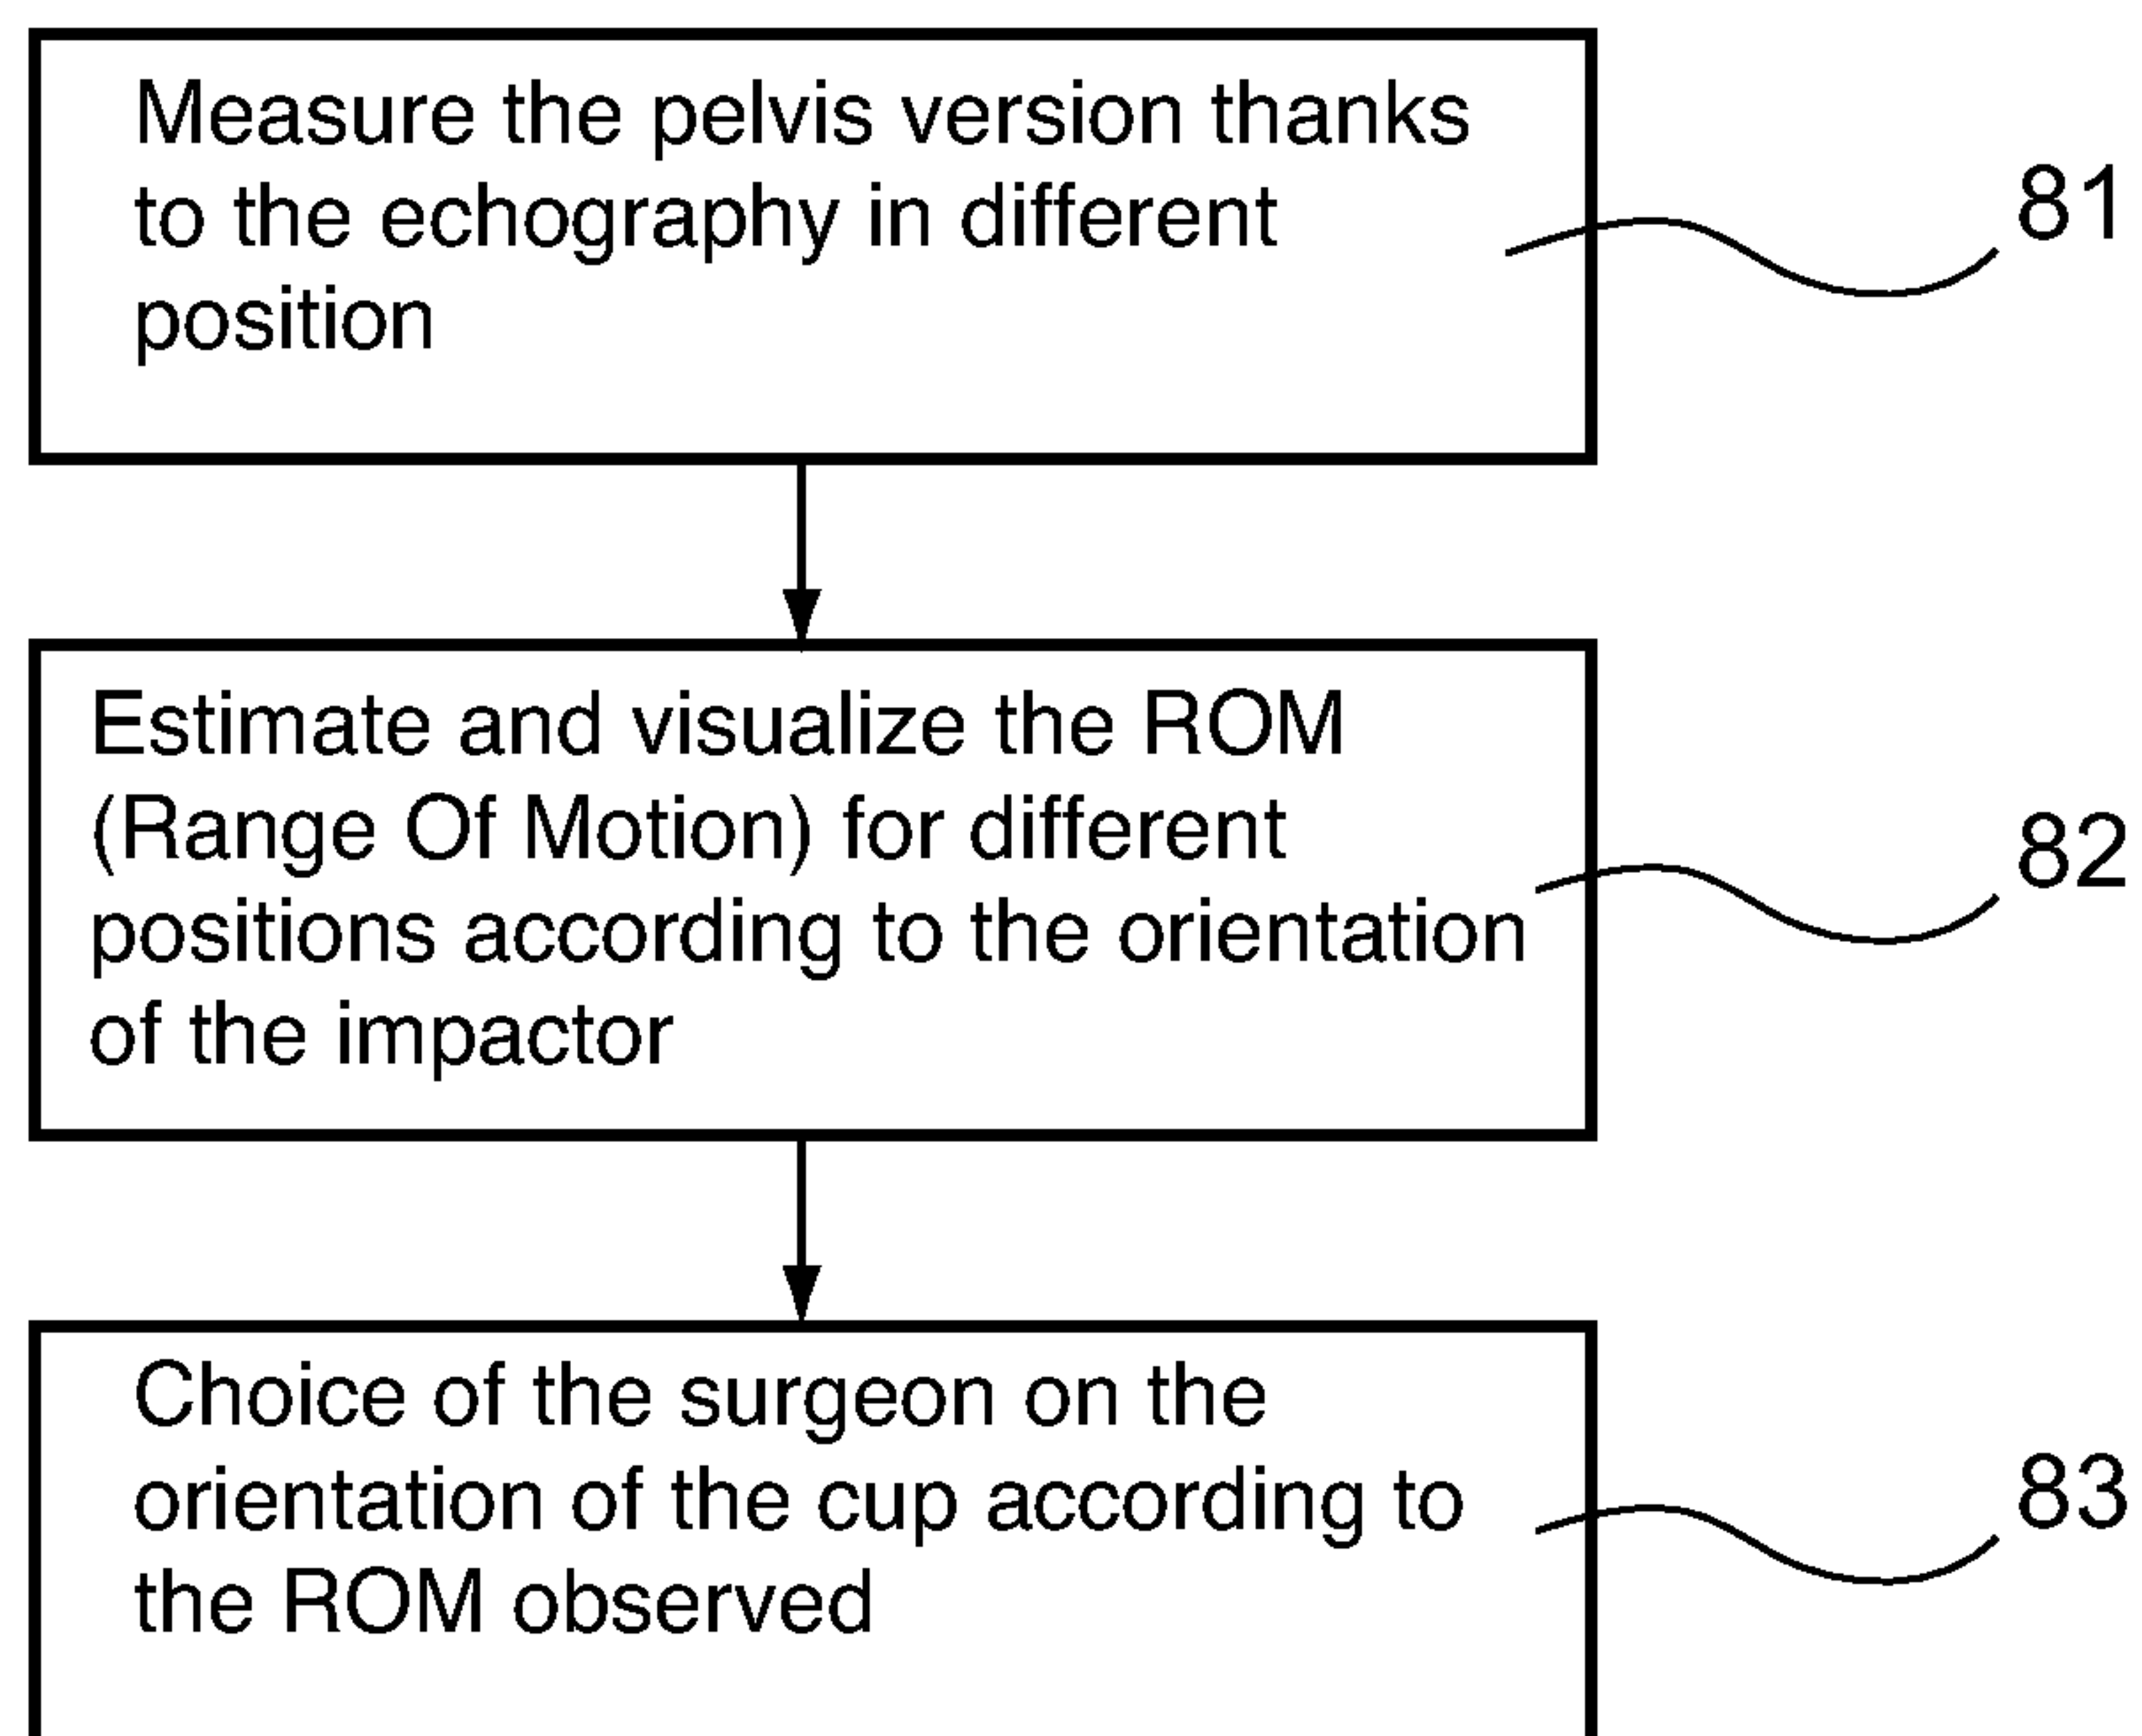 Measure the pelvis version thanks
to the echography in different
position
81
Estimate and visualize the ROM
(Range Of Motion) for different
positions according to the orientation
of the impactor
82
Choice of the surgeon on the
orientation of the cup according to
the ROM observed
83